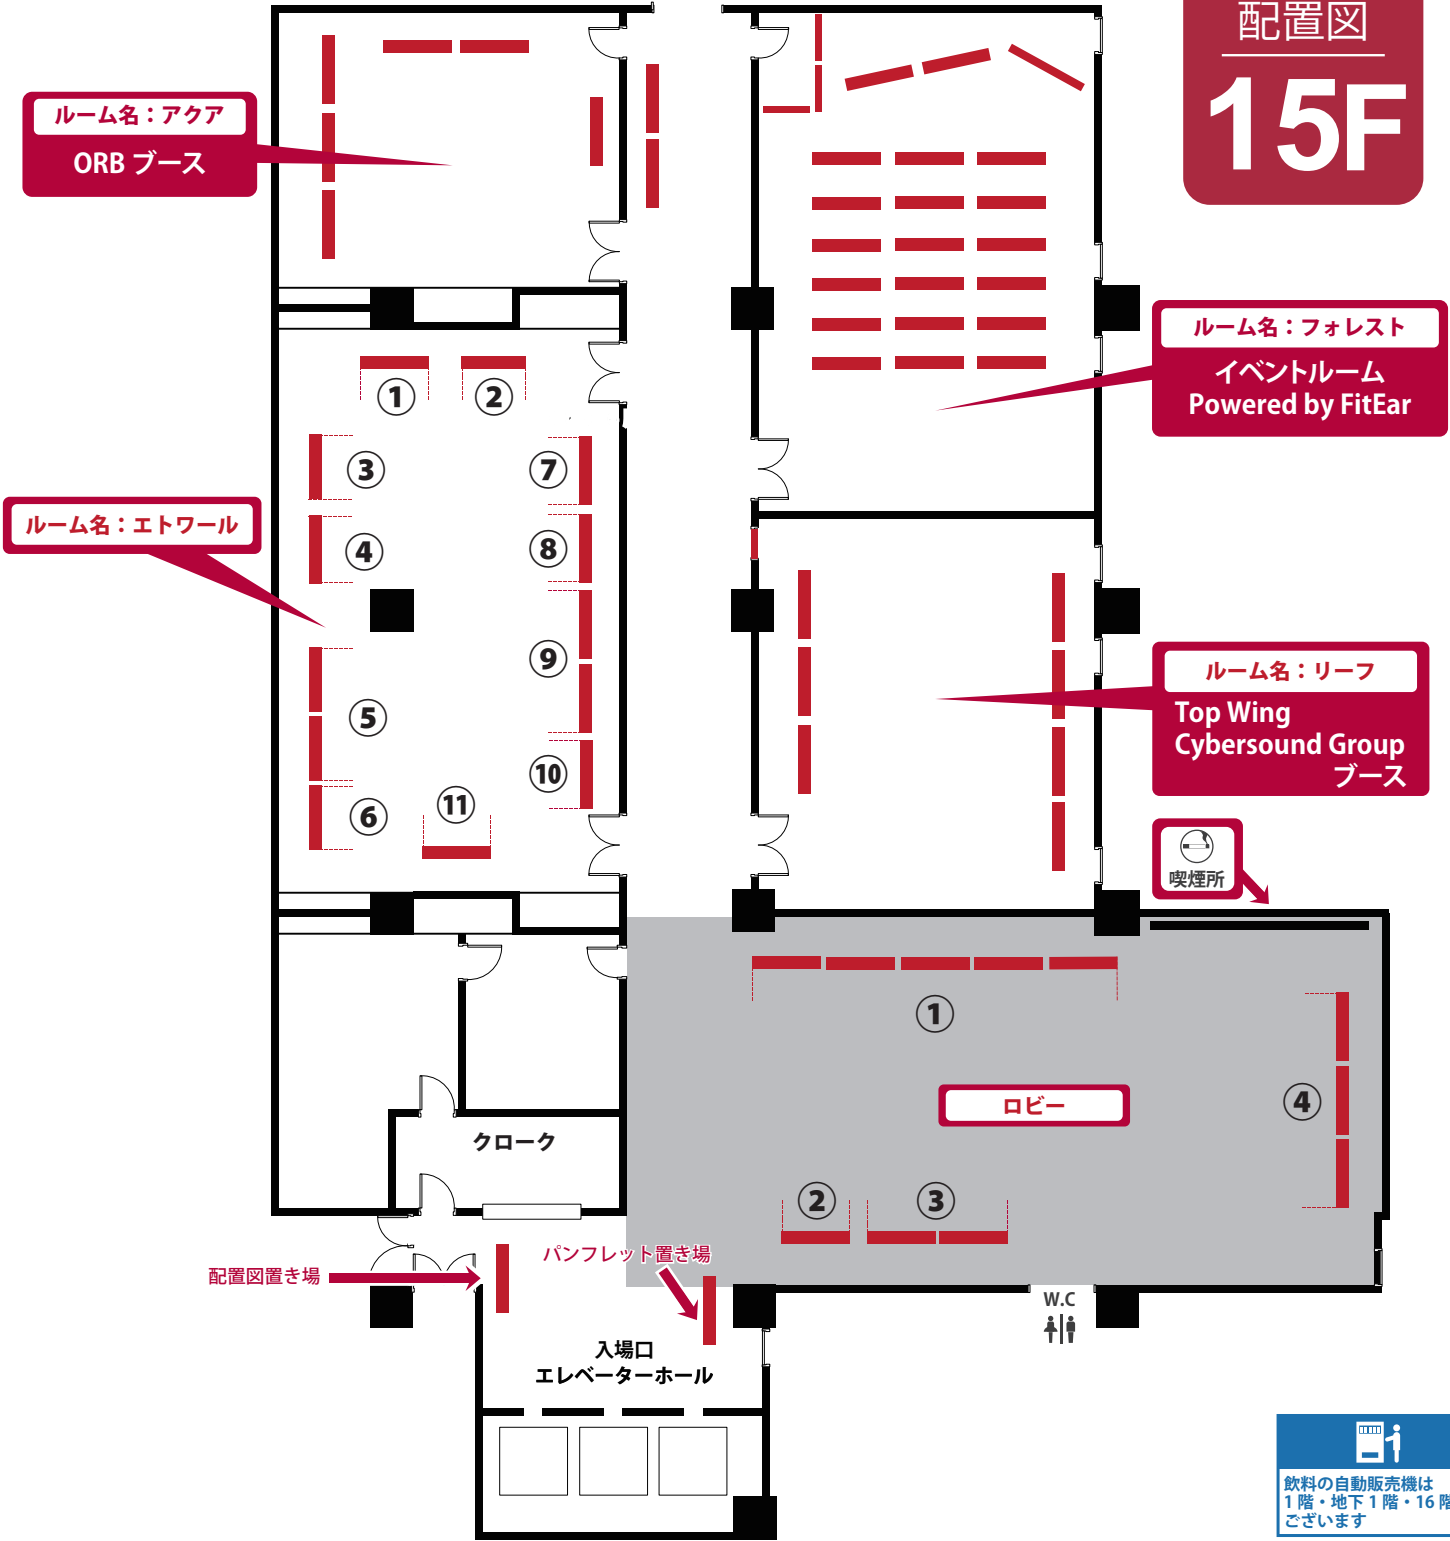 配置図
15F
ルーム名：アクア
ORB ブース
ルーム名：フォレスト
イベントルーム
Powered by FitEar
①
②
③
④
⑤
⑥
⑦
⑧
⑨
⑩
⑪
ルーム名：エトワール
ルーム名：リーフ
Top Wing
Cybersound Group
ブース
喫煙所
①
ロビー
④
②
③
クローク
パンフレット置き場
配置図置き場
W.C
入場口
エレベーターホール
飲料の自動販売機は
1 階・地下 1 階・16 階
ございます